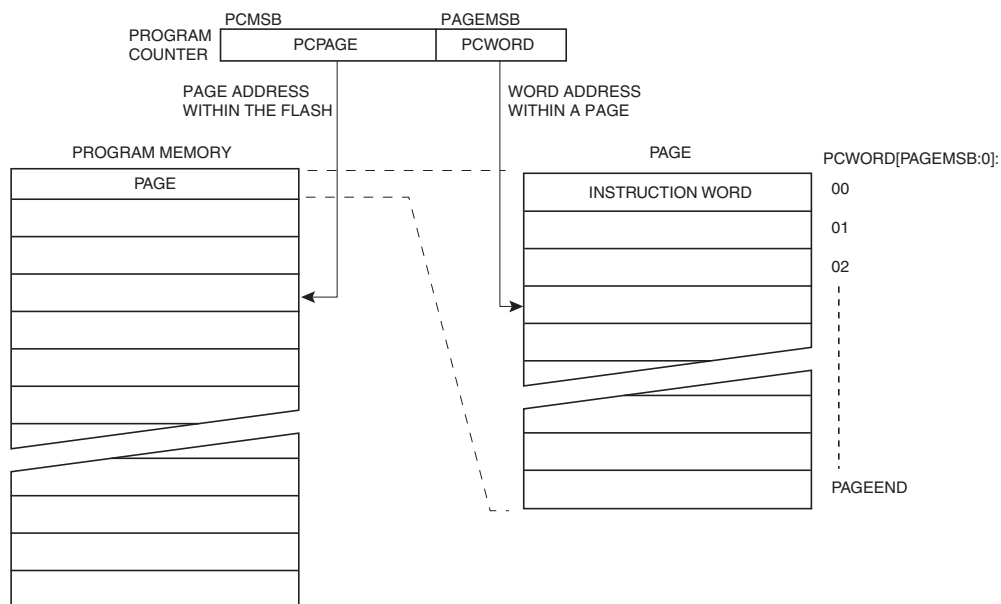 PCMSB PAGEMSB
PROGRAM
COUNTER
PCPAGE PCWORD
PAGE ADDRESS
WITHIN THE FLASH
WORD ADDRESS
WITHIN A PAGE
PROGRAM MEMORY
PAGE
PAGE
INSTRUCTION WORD
PCWORD[PAGEMSB:0]:
00
01
02
PAGEEND